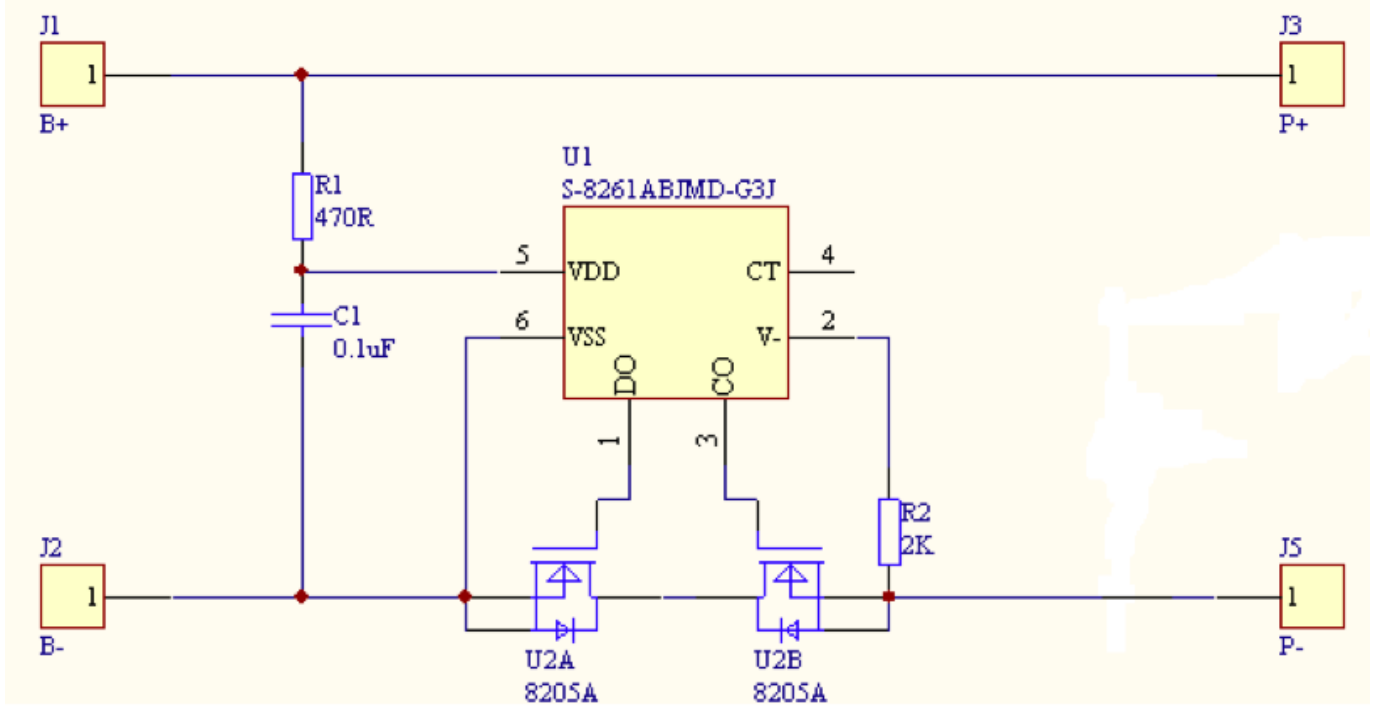 J1
1
B+
J3
1
P+
R1
470R
U1
S-8261ABJMD-G3J
5
VDD
CT
4
6
VSS
V-
2
C1
0.1uF
DO
CO
1
3
R2
2K
J2
1
B-
J5
1
P-
U2A
8205A
U2B
8205A